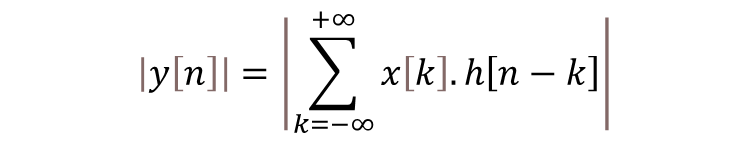 |y[n]| = |∑_{k=−∞}^{+∞} x[k].h[n − k]|